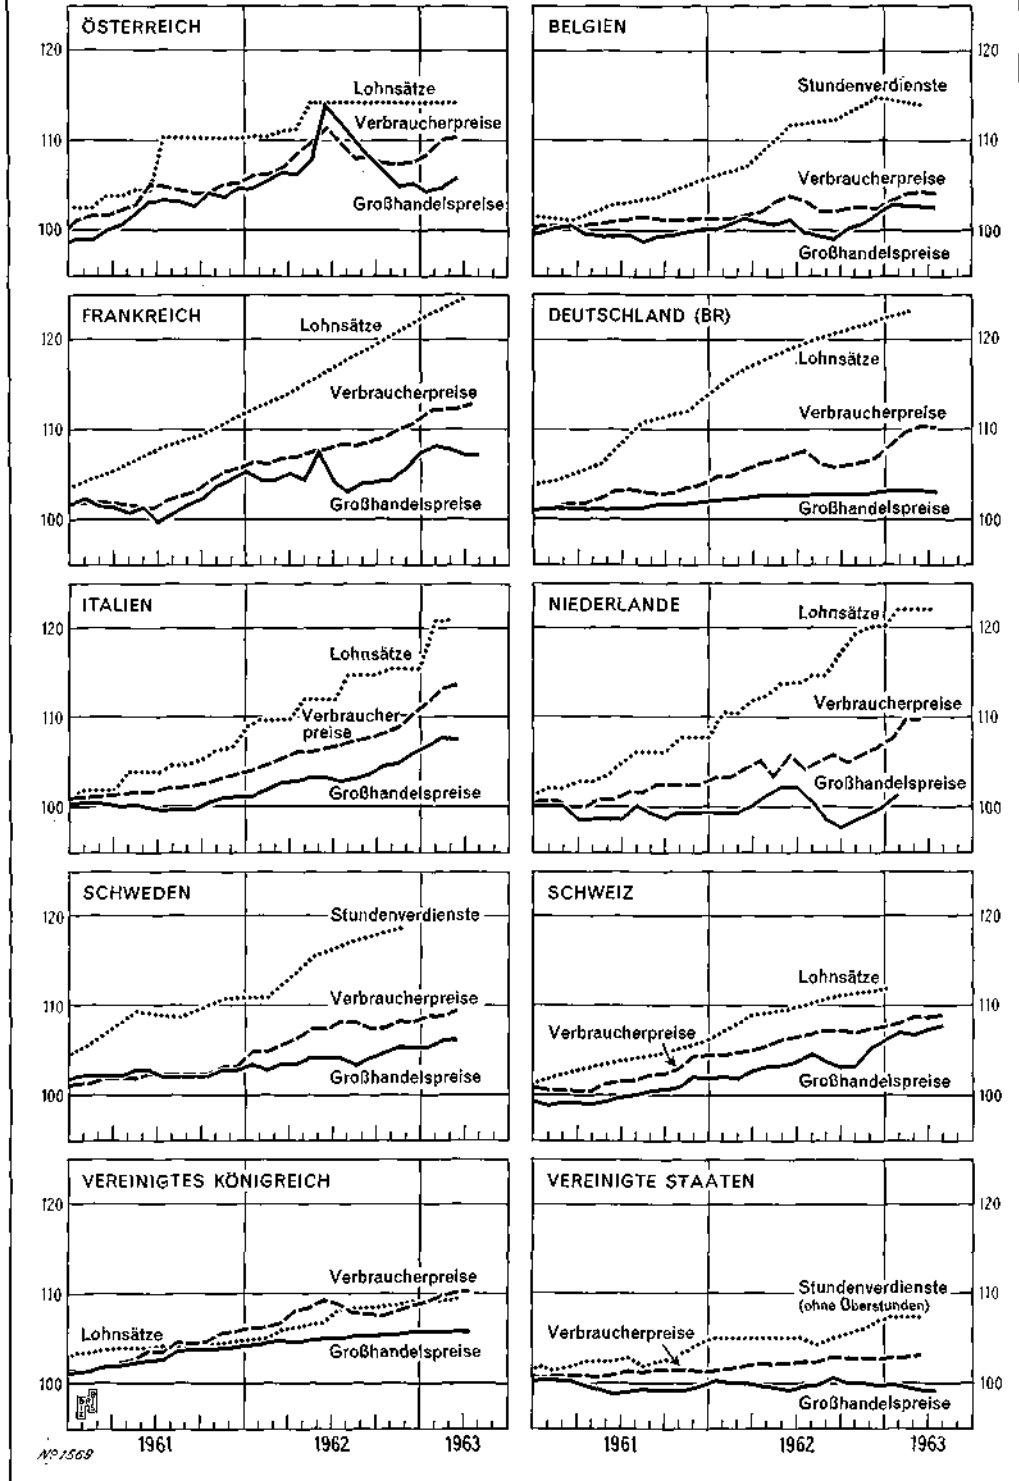 ÖSTERREICH
120
Lohnsätze
Verbraucherpreise
110
Großhandelspreise
100
BELGIEN
120
Stundenverdienste
110
Verbraucherpreise
100
Großhandelspreise
FRANKREICH
Lohnsätze
120
Verbraucherpreise
110
Großhandelspreise
100
DEUTSCHLAND (BR)
120
Lohnsätze
Verbraucherpreise
110
Großhandelspreise
100
ITALIEN
120
Lohnsätze
110
Verbraucher-
preise
Großhandelspreise
100
NIEDERLANDE
Lohnsätze
120
Verbraucherpreise
110
Großhandelspreise
100
SCHWEDEN
120
Stundenverdienste
110
Verbraucherpreise
Großhandelspreise
100
SCHWEIZ
120
Lohnsätze
110
Verbraucherpreise
Großhandelspreise
100
VEREINIGTES KÖNIGREICH
120
Verbraucherpreise
110
Lohnsätze
Großhandelspreise
100
VEREINIGTE STAATEN
120
Stundenverdienste
110
(ohne Überstunden)
Verbraucherpreise
100
Großhandelspreise
1961 1962 1963
1961 1962 1963
Nº 1569